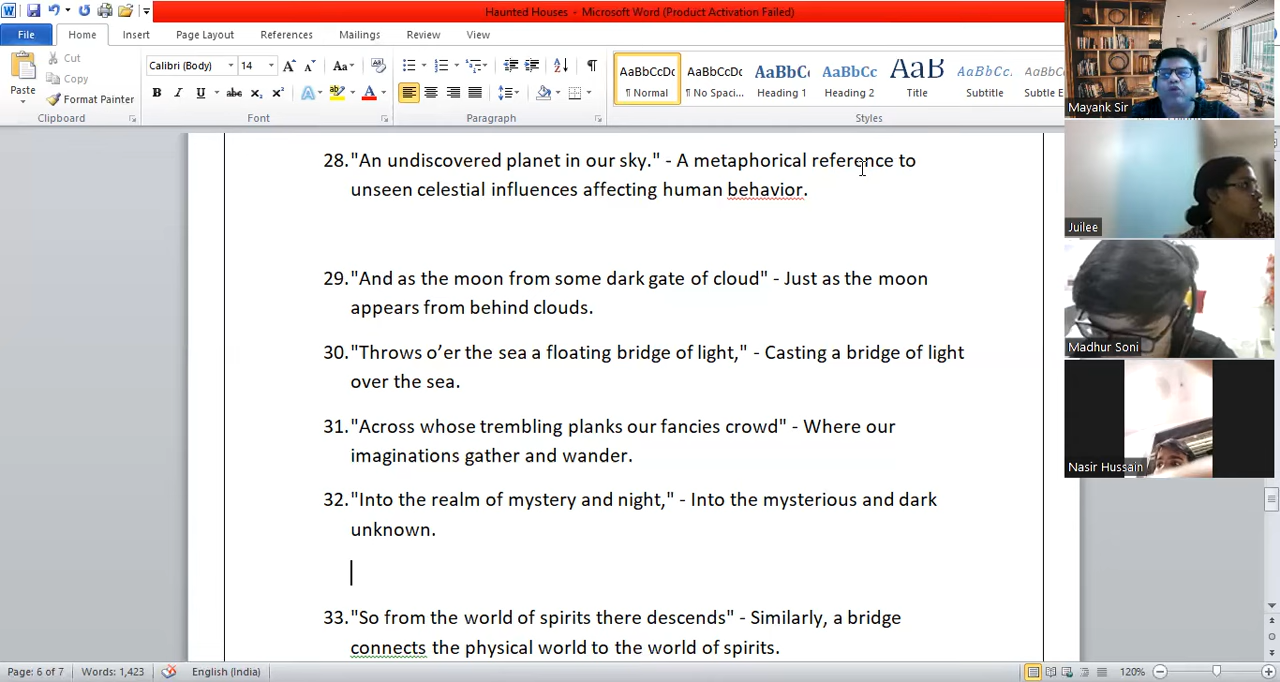 Haunted Houses - Microsoft Word (Product Activation Failed)
File Home Insert Page Layout References Mailings Review View
Paste
Cut
Copy
Format Painter
Calibri (Body) 14
Clipboard Font Paragraph Styles
AaBbCcDc AaBbCcDc AaBbC AaBbCc AaB AaBbCc. AaBbCc
¶ Normal ¶ No Spaci... Heading 1 Heading 2 Title Subtitle Subtle E
28. "An undiscovered planet in our sky." - A metaphorical reference to
unseen celestial influences affecting human behavior.
29. "And as the moon from some dark gate of cloud" - Just as the moon
appears from behind clouds.
30. "Throws o’er the sea a floating bridge of light," - Casting a bridge of light
over the sea.
31. "Across whose trembling planks our fancies crowd" - Where our
imaginations gather and wander.
32. "Into the realm of mystery and night," - Into the mysterious and dark
unknown.
33. "So from the world of spirits there descends" - Similarly, a bridge
connects the physical world to the world of spirits.
Page: 6 of 7 Words: 1,423 English (India) 120%
Mayank Sir
Juilee
Madhur Soni
Nasir Hussain